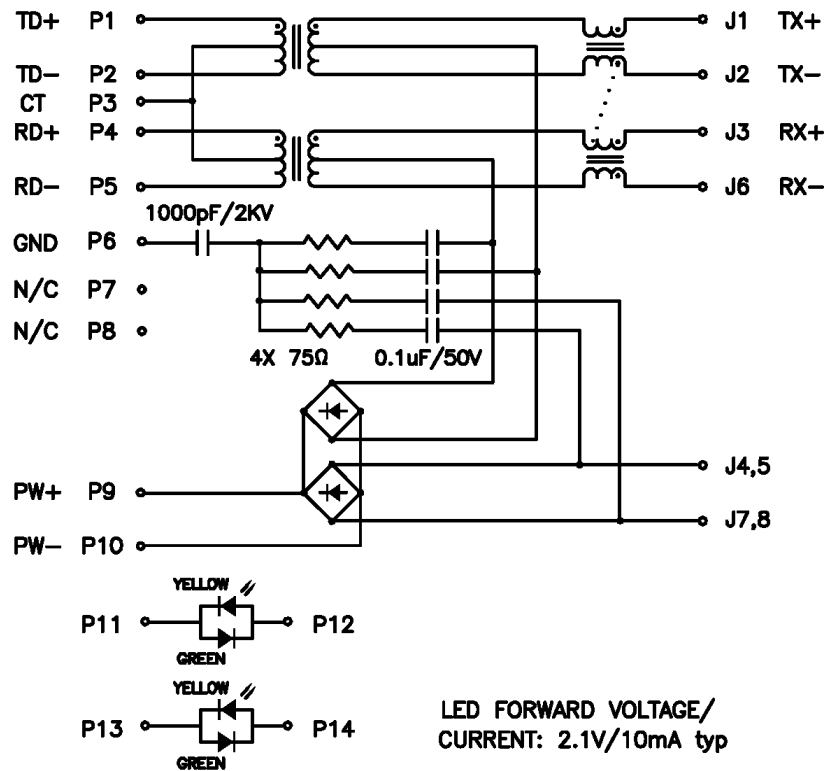 TD+ P1 J1 TX+
TD- P2 J2 TX-
CT P3
RD+ P4 J3 RX+
RD- P5 J6 RX-
1000pF/2KV
GND P6
N/C P7
N/C P8
4X 75Ω 0.1uF/50V
J4,5
PW+ P9
J7,8
PW- P10
YELLOW
P11 P12
GREEN
YELLOW
P13 P14
GREEN
LED FORWARD VOLTAGE/
CURRENT: 2.1V/10mA typ